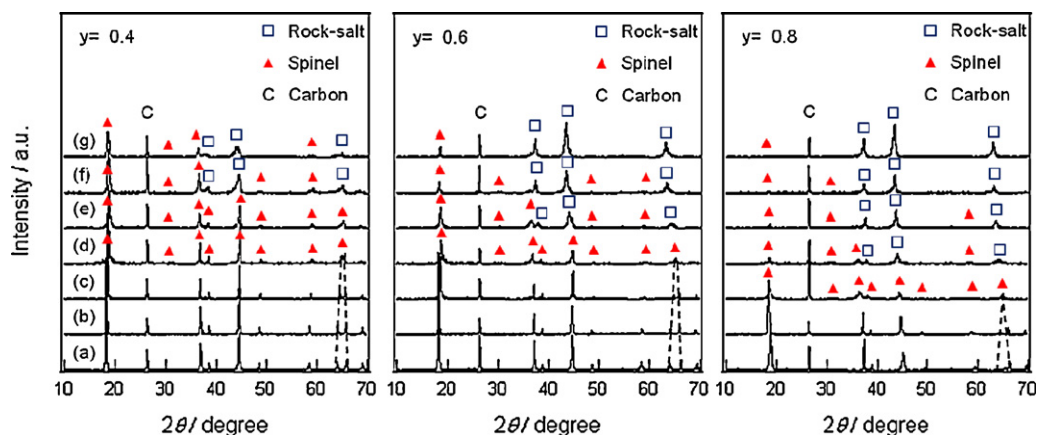 y= 0.4
Rock-salt
Spinel
C Carbon
C
(g)
(f)
(e)
(d)
(c)
(b)
(a)
Intensity / a.u.
10 20 30 40 50 60 70
2θ/ degree
y= 0.6
Rock-salt
Spinel
C Carbon
C
10 20 30 40 50 60 70
2θ/ degree
y= 0.8
Rock-salt
Spinel
C Carbon
C
10 20 30 40 50 60 70
2θ/ degree